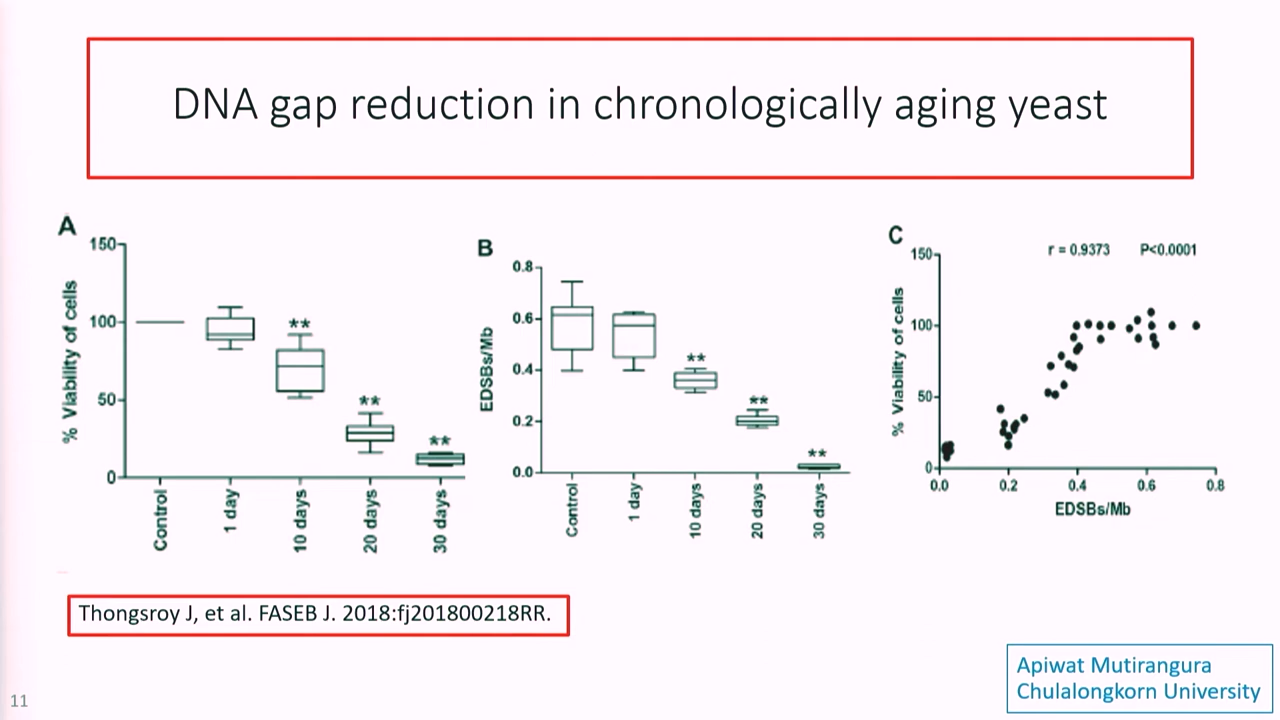 DNA gap reduction in chronologically aging yeast
A
% Viability of cells
150
100
50
0
**
**
**
Control
1 day
10 days
20 days
30 days
B
EDSBs/Mb
0.8
0.6
0.4
0.2
0.0
**
**
**
Control
1 day
10 days
20 days
30 days
C
r = 0.9373 P<0.0001
% Viability of cells
150
100
50
0
0.0 0.2 0.4 0.6 0.8
EDSBs/Mb
Thongsroy J, et al. FASEB J. 2018:fj201800218RR.
Apiwat Mutirangura
Chulalongkorn University
11